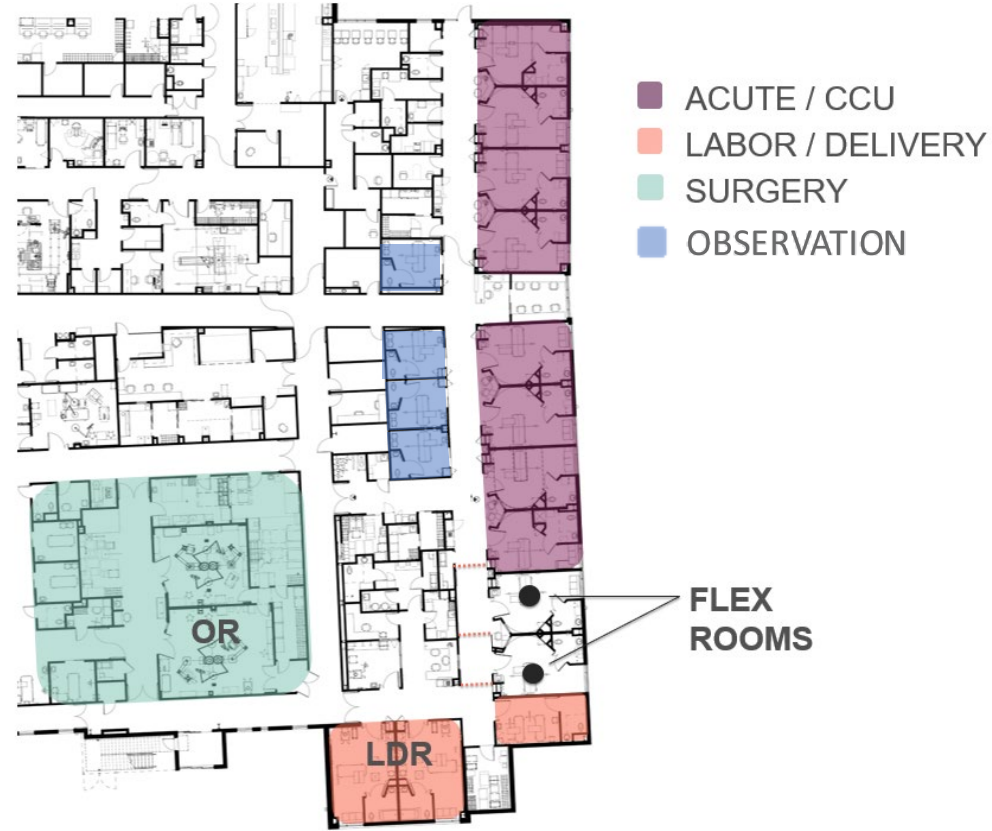 ACUTE / CCU
LABOR / DELIVERY
SURGERY
OBSERVATION
FLEX
ROOMS
OR
LDR